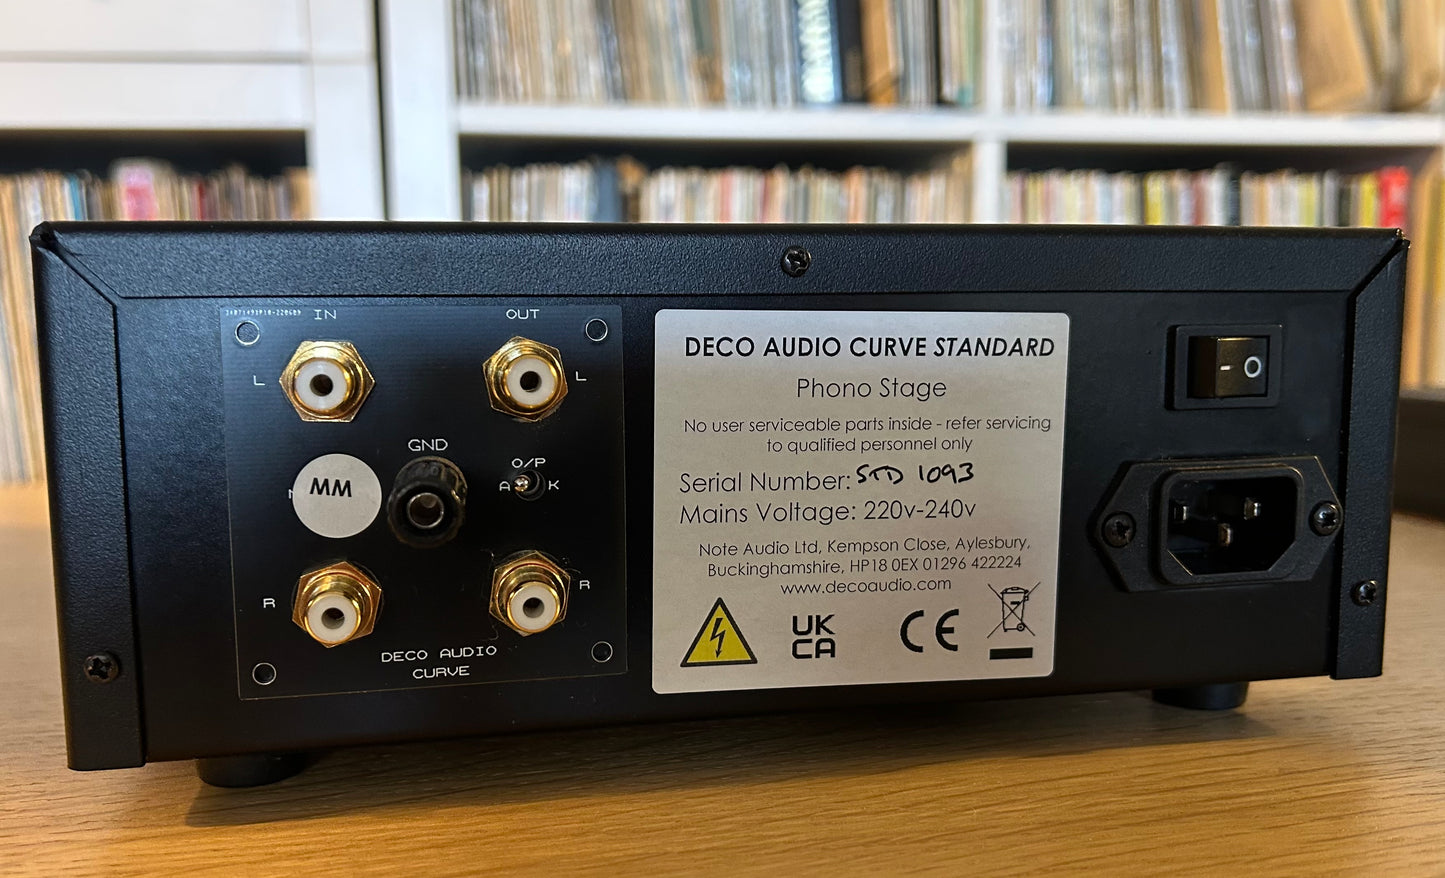 34071493P10-220609
IN
OUT
L
L
GND
O/P
A
K
MM
R
R
DECO AUDIO
CURVE
DECO AUDIO CURVE STANDARD
Phono Stage
No user serviceable parts inside - refer servicing
to qualified personnel only
Serial Number: STD 1093
Mains Voltage: 220v-240v
Note Audio Ltd, Kempson Close, Aylesbury,
Buckinghamshire, HP18 0EX 01296 422224
www.decoaudio.com
UK
CA
CE
- O